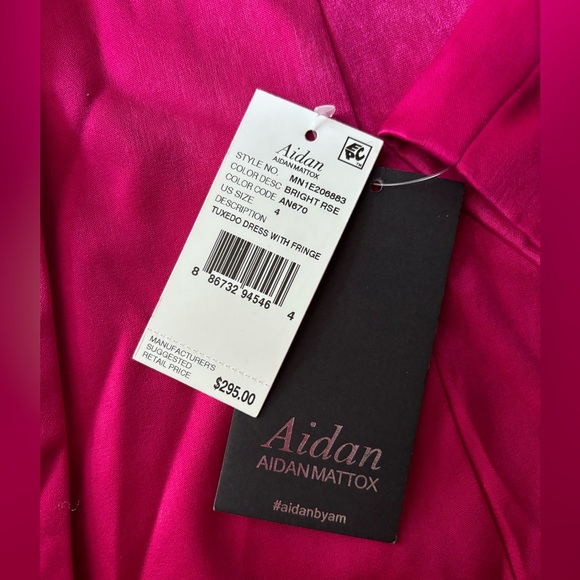 Aidan
AIDAN MATTOX
STYLE NO. MN1E206883
COLOR DESC BRIGHT RSE
COLOR CODE AN670
US SIZE 4
DESCRIPTION
TUXEDO DRESS WITH FRINGE
8 86732 94546 4
MANUFACTURER'S
SUGGESTED
RETAIL PRICE
$295.00
Aidan
AIDAN MATTOX
#aidanbyam